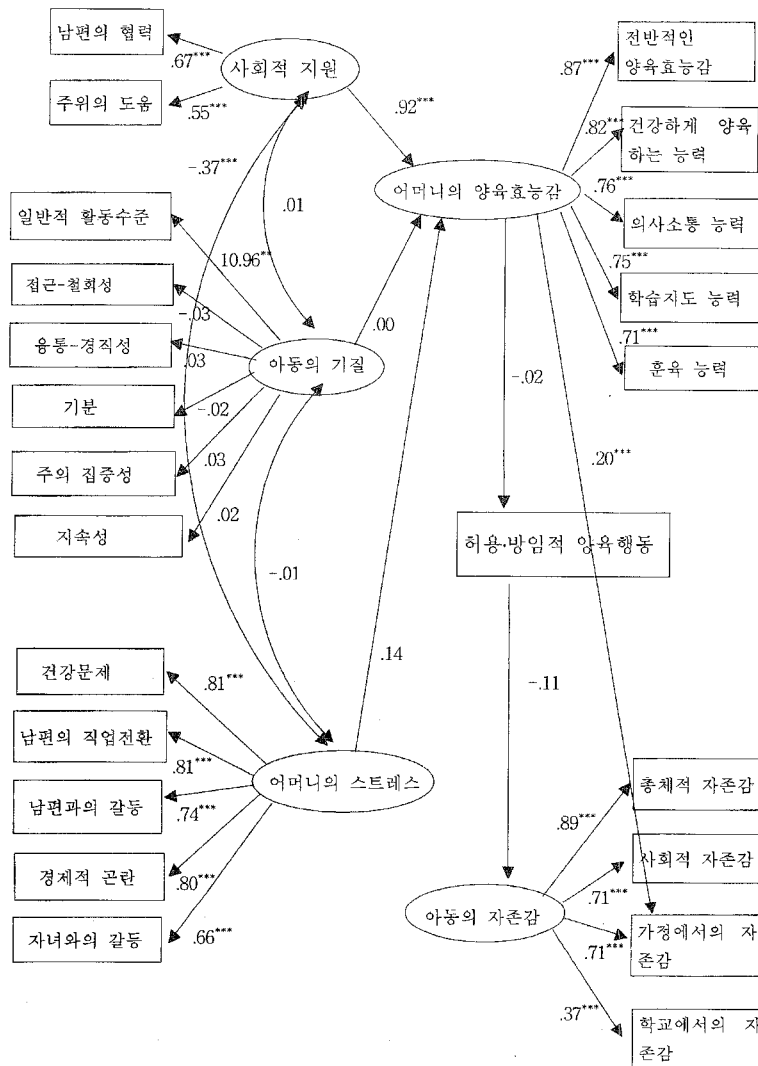 남편의 협력
.67***
사회적 지원
주위의 도움
.55***
.92***
-.37***
.01
전반적인
양육효능감
.87***
.82***
건강하게 양육
하는 능력
어머니의 양육효능감
.76***
의사소통 능력
.75***
학습지도 능력
.71***
훈육 능력
일반적 활동수준
10.96**
접근-철회성
-.03
융통-경직성
.03
아동의 기질
.00
기분
-.02
주의 집중성
.03
지속성
.02
-.01
-.02
.20***
허용·방임적 양육행동
.14
-.11
건강문제
.81***
남편의 직업전환
.81***
어머니의 스트레스
남편과의 갈등
.74***
경제적 곤란
.80***
자녀와의 갈등
.66***
총체적 자존감
.89***
사회적 자존감
.71***
아동의 자존감
가정에서의 자
존감
.71***
.37***
학교에서의 자
존감